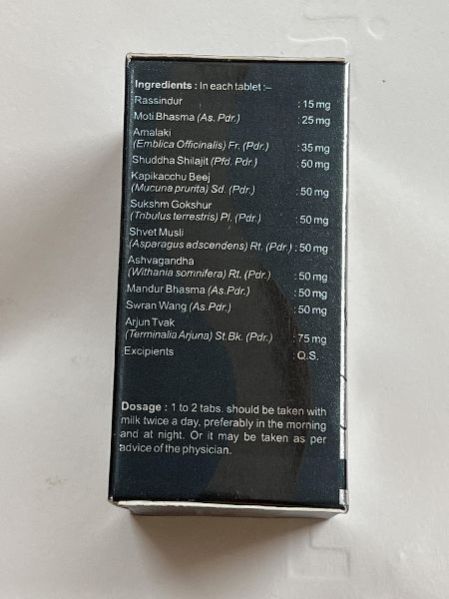 Ingredients : In each tablet :–
Rassindur : 15 mg
Moti Bhasma (As. Pdr.) : 25 mg
Amalaki
(Emblica Officinalis) Fr. (Pdr.) : 35 mg
Shuddha Shilajit (Pfd. Pdr.) : 50 mg
Kapikacchu Beej
(Mucuna prurita) Sd. (Pdr.) : 50 mg
Sukshm Gokshur
(Tribulus terrestris) Pl. (Pdr.) : 50 mg
Shvet Musli
(Asparagus adscendens) Rt. (Pdr.) : 50 mg
Ashvagandha
(Withania somnifera) Rt. (Pdr.) : 50 mg
Mandur Bhasma (As.Pdr.) : 50 mg
Swran Wang (As.Pdr.) : 50 mg
Arjun Tvak
(Terminalia Arjuna) St.Bk. (Pdr.) : 75 mg
Excipients : Q.S.
Dosage : 1 to 2 tabs. should be taken with
milk twice a day, preferably in the morning
and at night. Or it may be taken as per
advice of the physician.